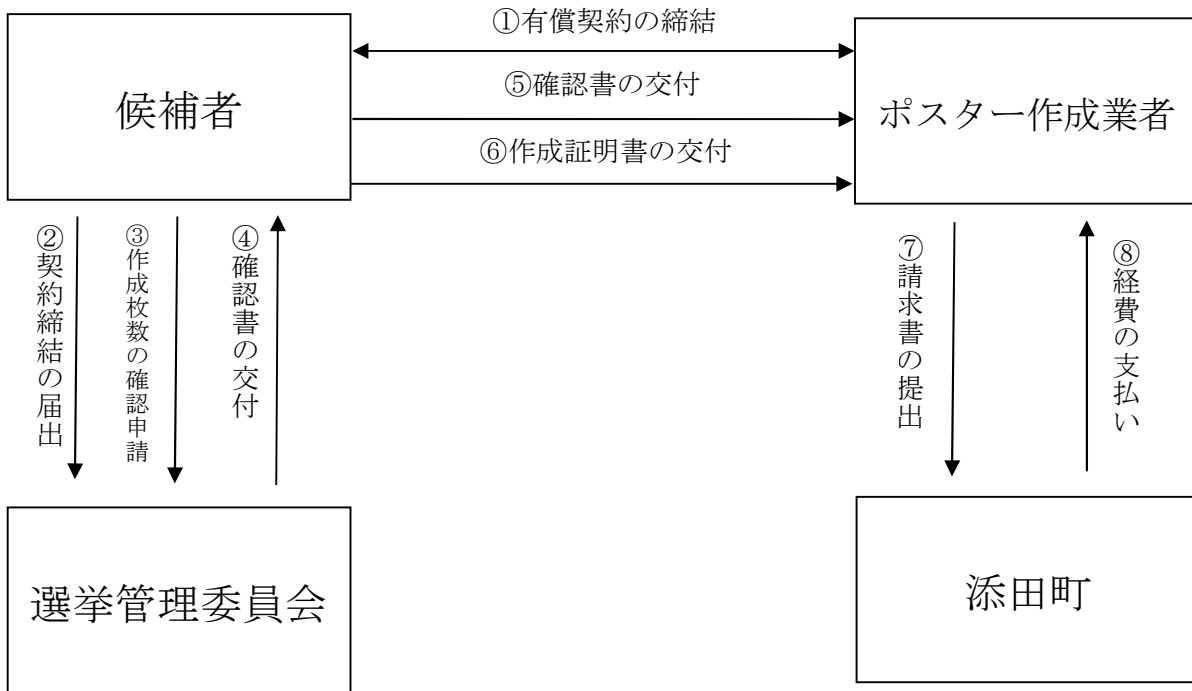 ①有償契約の締結
候補者
⑤確認書の交付
ポスター作成業者
⑥作成証明書の交付
②契約締結の届出
③作成枚数の確認申請
④確認書の交付
⑦請求書の提出
⑧経費の支払い
選挙管理委員会
添田町